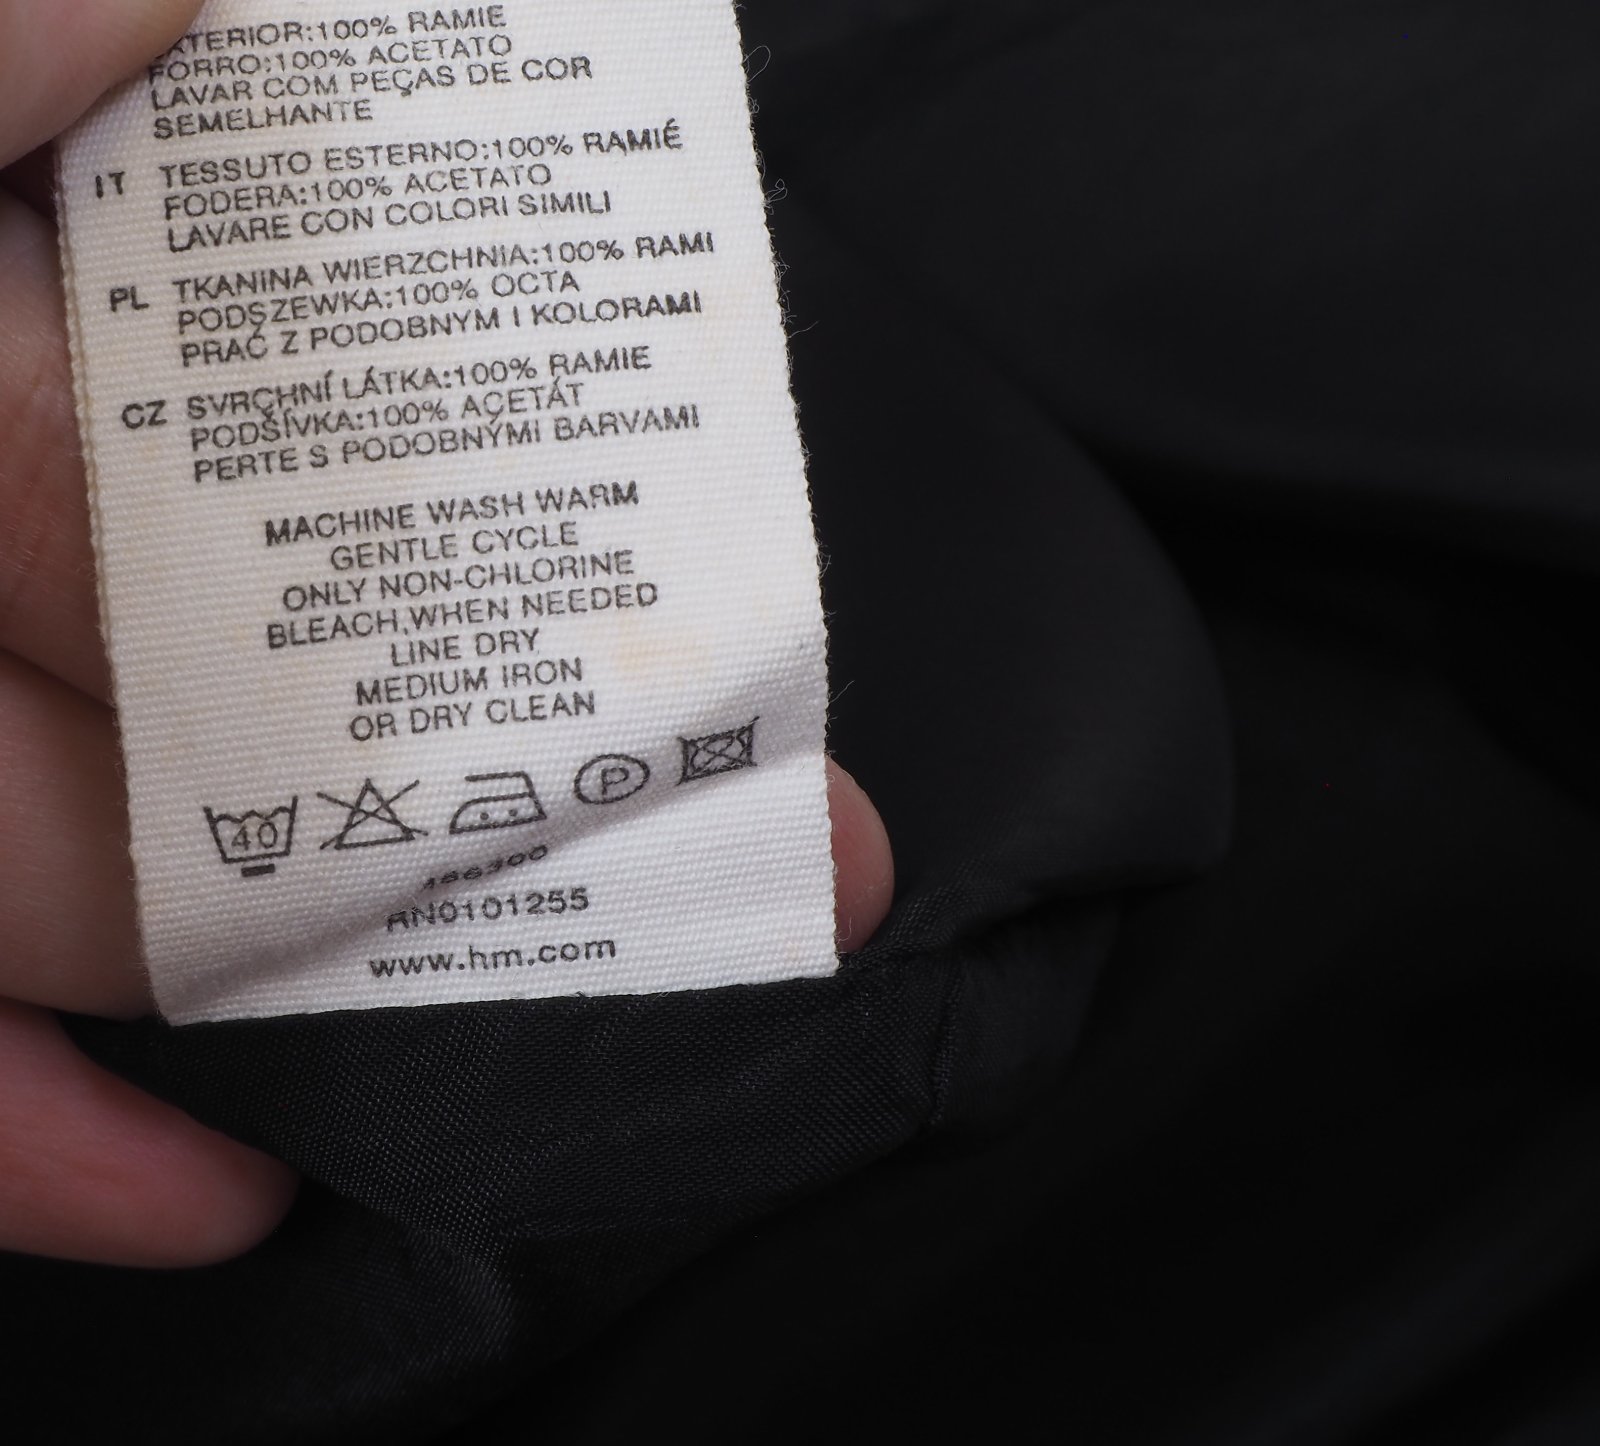 EXTERIOR:100% RAMIE
FORRO:100% ACETATO
LAVAR COM PEÇAS DE COR
SEMELHANTE
IT TESSUTO ESTERNO:100% RAMIÉ
FODERA:100% ACETATO
LAVARE CON COLORI SIMILI
PL TKANINA WIERZCHNIA:100% RAMI
PODSZEWKA:100% OCTA
PRAĆ Z PODOBNYM I KOLORAMI
CZ SVRCHNÍ LÁTKA:100% RAMIE
PODŠÍVKA:100% ACETÁT
PERTE S PODOBNÝMI BARVAMI
MACHINE WASH WARM
GENTLE CYCLE
ONLY NON-CHLORINE
BLEACH,WHEN NEEDED
LINE DRY
MEDIUM IRON
OR DRY CLEAN
40 P
RN0101255
www.hm.com